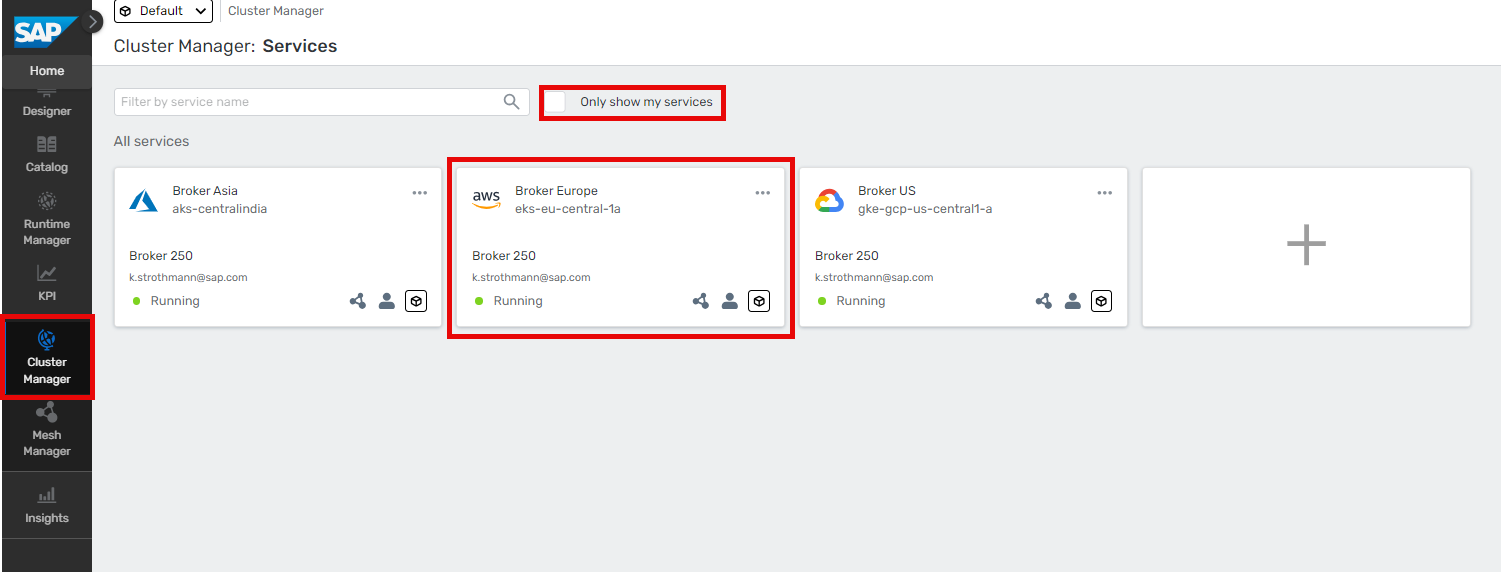 SAP
Default
Cluster Manager
Cluster Manager: Services
Home
Designer
Catalog
Runtime
Manager
KPI
Cluster
Manager
Mesh
Manager
Insights
Filter by service name
Only show my services
All services
Broker Asia
aks-centralindia
Broker 250
k.strothmann@sap.com
Running
aws
Broker Europe
eks-eu-central-1a
Broker 250
k.strothmann@sap.com
Running
Broker US
gke-gcp-us-central1-a
Broker 250
k.strothmann@sap.com
Running